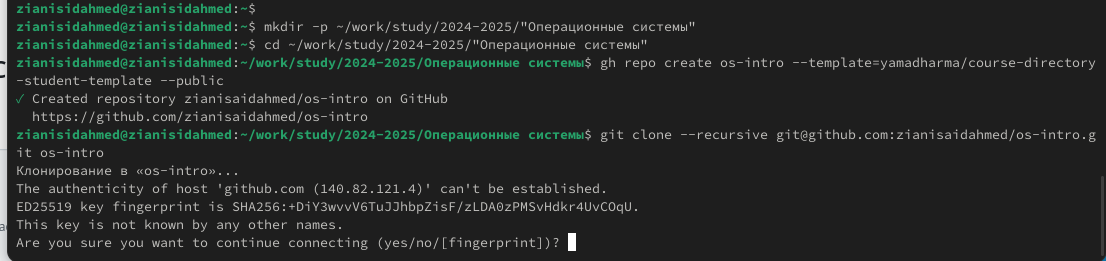 zianisidahmed@zianisidahmed:~$
zianisidahmed@zianisidahmed:~$ mkdir -p ~/work/study/2024-2025/"Операционные системы"
zianisidahmed@zianisidahmed:~$ cd ~/work/study/2024-2025/"Операционные системы"
zianisidahmed@zianisidahmed:~/work/study/2024-2025/Операционные системы$ gh repo create os-intro --template=yamadharma/course-directory
-student-template --public
✓ Created repository zianisaidahmed/os-intro on GitHub
https://github.com/zianisaidahmed/os-intro
zianisidahmed@zianisidahmed:~/work/study/2024-2025/Операционные системы$ git clone --recursive git@github.com:zianisaidahmed/os-intro.g
it os-intro
Клонирование в «os-intro»...
The authenticity of host 'github.com (140.82.121.4)' can't be established.
ED25519 key fingerprint is SHA256:+DiY3wvvV6TuJJhbpZisF/zLDA0zPMSvHdkr4UvCOqU.
This key is not known by any other names.
Are you sure you want to continue connecting (yes/no/[fingerprint])?